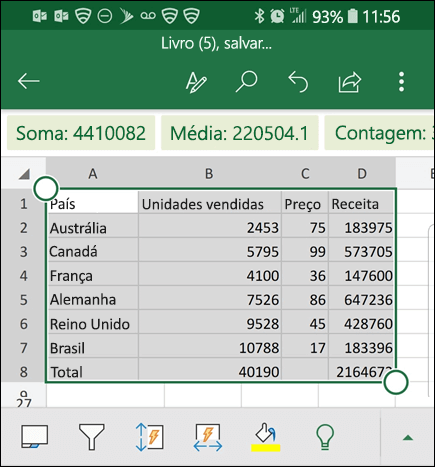 LTE 93% 11:56
Livro (5), salvar...
Soma: 4410082 Média: 220504.1 Contagem:
A B C D
1 País Unidades vendidas Preço Receita
2 Austrália 2453 75 183975
3 Canadá 5795 99 573705
4 França 4100 36 147600
5 Alemanha 7526 86 647236
6 Reino Unido 9528 45 428760
7 Brasil 10788 17 183396
8 Total 40190 2164672
27